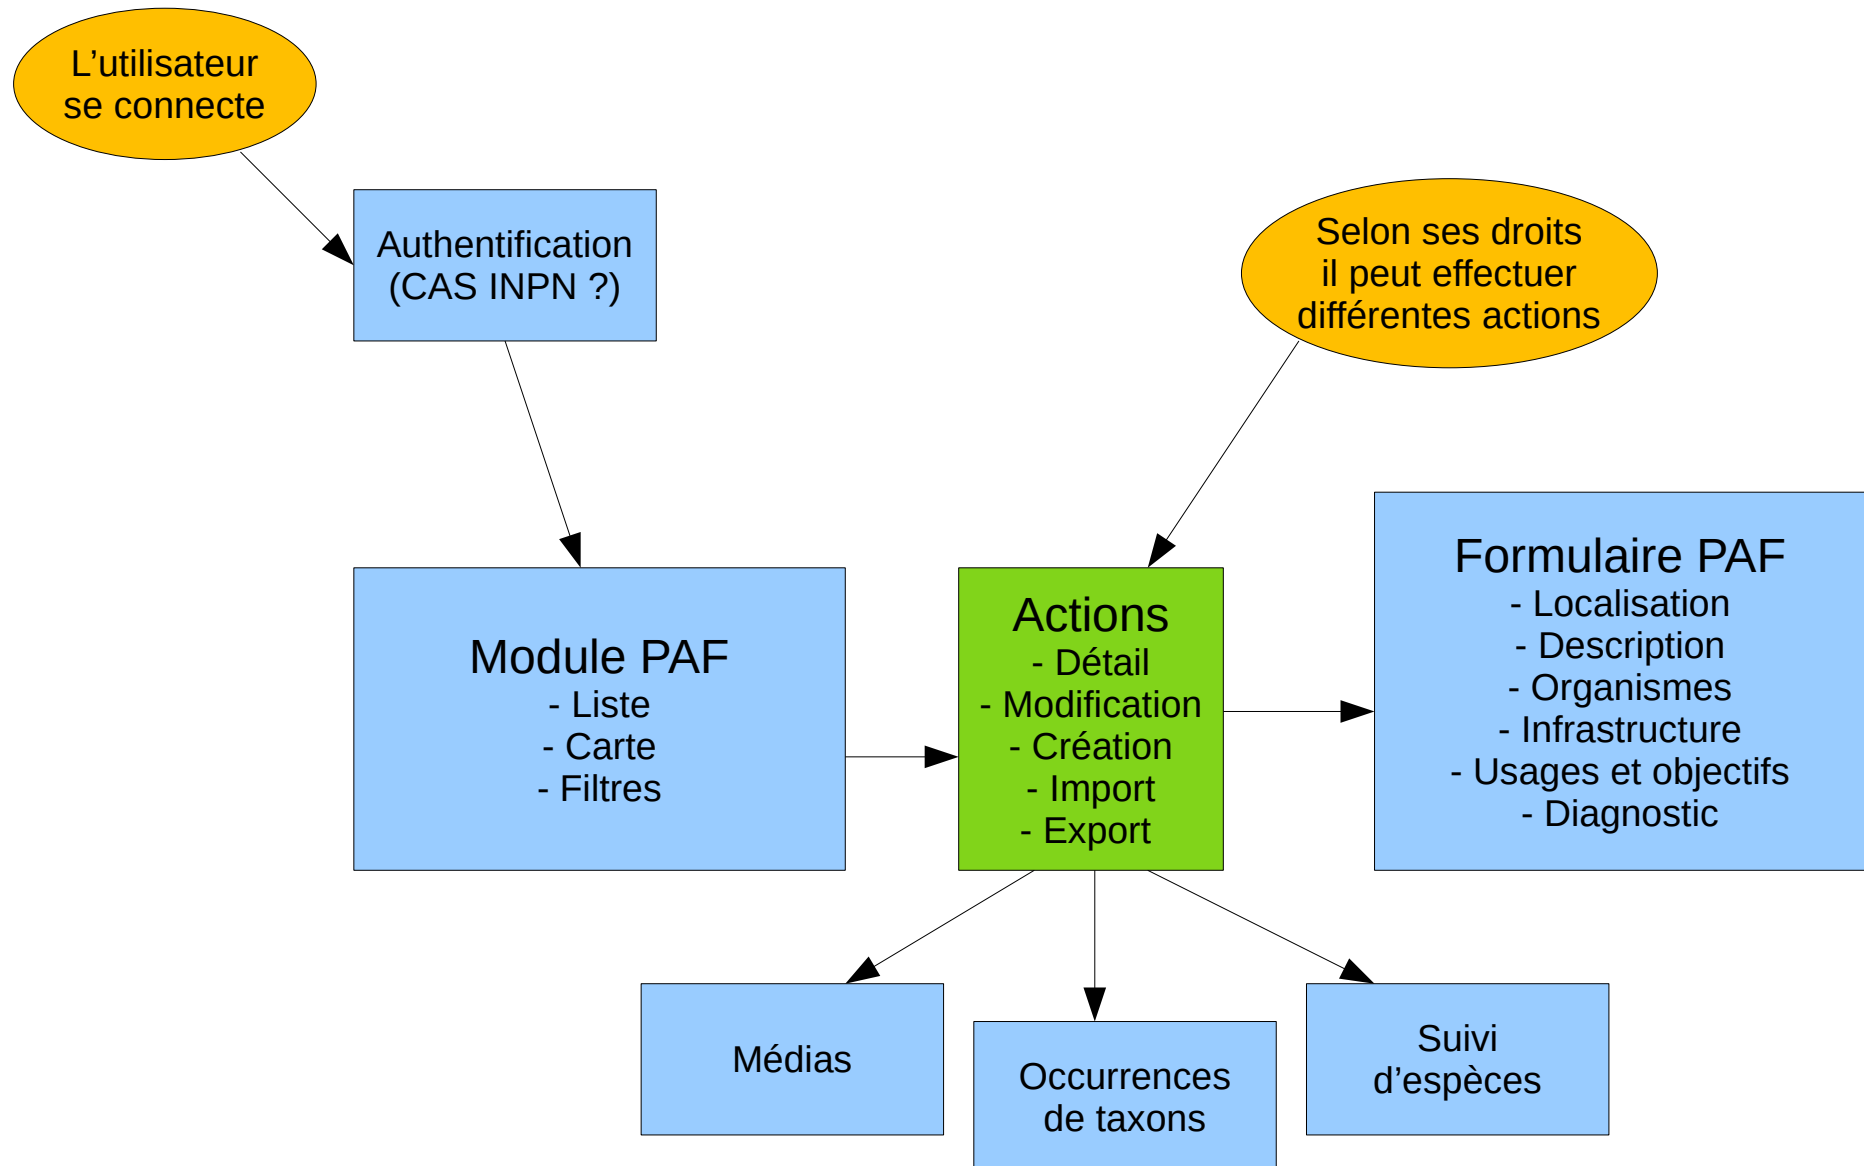 L’utilisateur
se connecte
Authentification
(CAS INPN ?)
Selon ses droits
il peut effectuer
différentes actions
Module PAF
- Liste
- Carte
- Filtres
Actions
- Détail
- Modification
- Création
- Import
- Export
Formulaire PAF
- Localisation
- Description
- Organismes
- Infrastructure
- Usages et objectifs
- Diagnostic
Médias
Occurrences
de taxons
Suivi
d’espèces